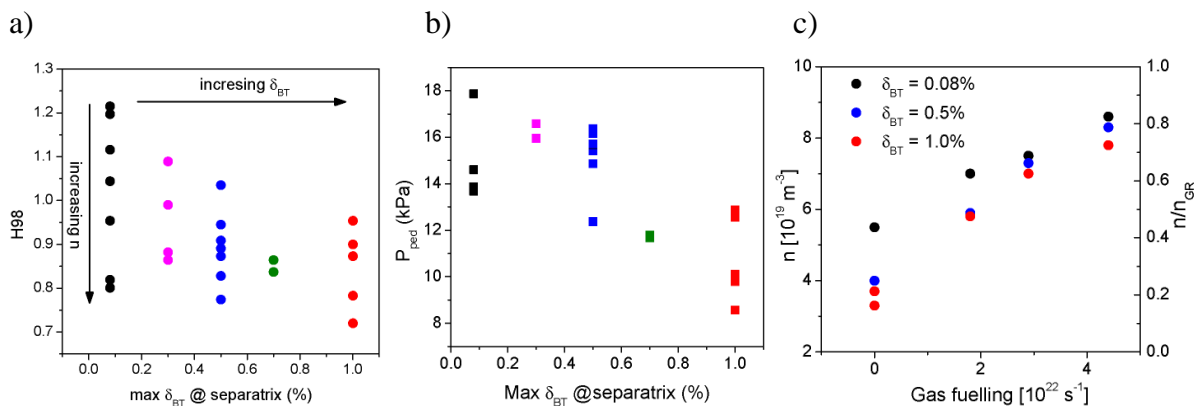 a)
1.3
1.2
1.1
1.0
0.9
0.8
0.7
H98
incresing δBT
increasing n
0.0 0.2 0.4 0.6 0.8 1.0
max δBT @ separatrix (%)
b)
18
16
14
12
10
8
Pped (kPa)
0.0 0.2 0.4 0.6 0.8 1.0
Max δBT @separatrix (%)
c)
10
8
6
4
2
n [10^19 m^-3]
δBT = 0.08%
δBT = 0.5%
δBT = 1.0%
1.0
0.8
0.6
0.4
0.2
0.0
n/nGR
0 2 4
Gas fuelling [10^22 s^-1]